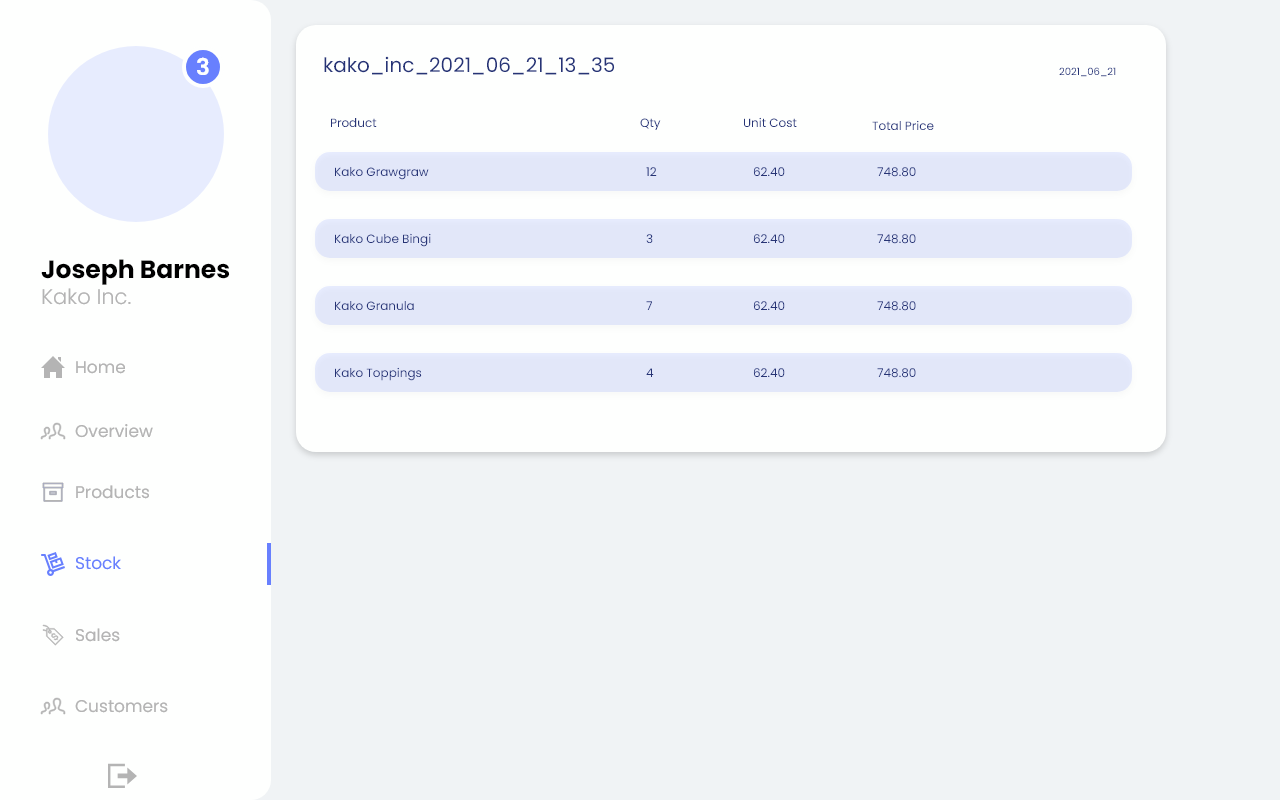 3
Joseph Barnes
Kako Inc.
Home
Overview
Products
Stock
Sales
Customers
kako_inc_2021_06_21_13_35
2021_06_21
Product Qty Unit Cost Total Price
Kako Grawgraw 12 62.40 748.80
Kako Cube Bingi 3 62.40 748.80
Kako Granula 7 62.40 748.80
Kako Toppings 4 62.40 748.80